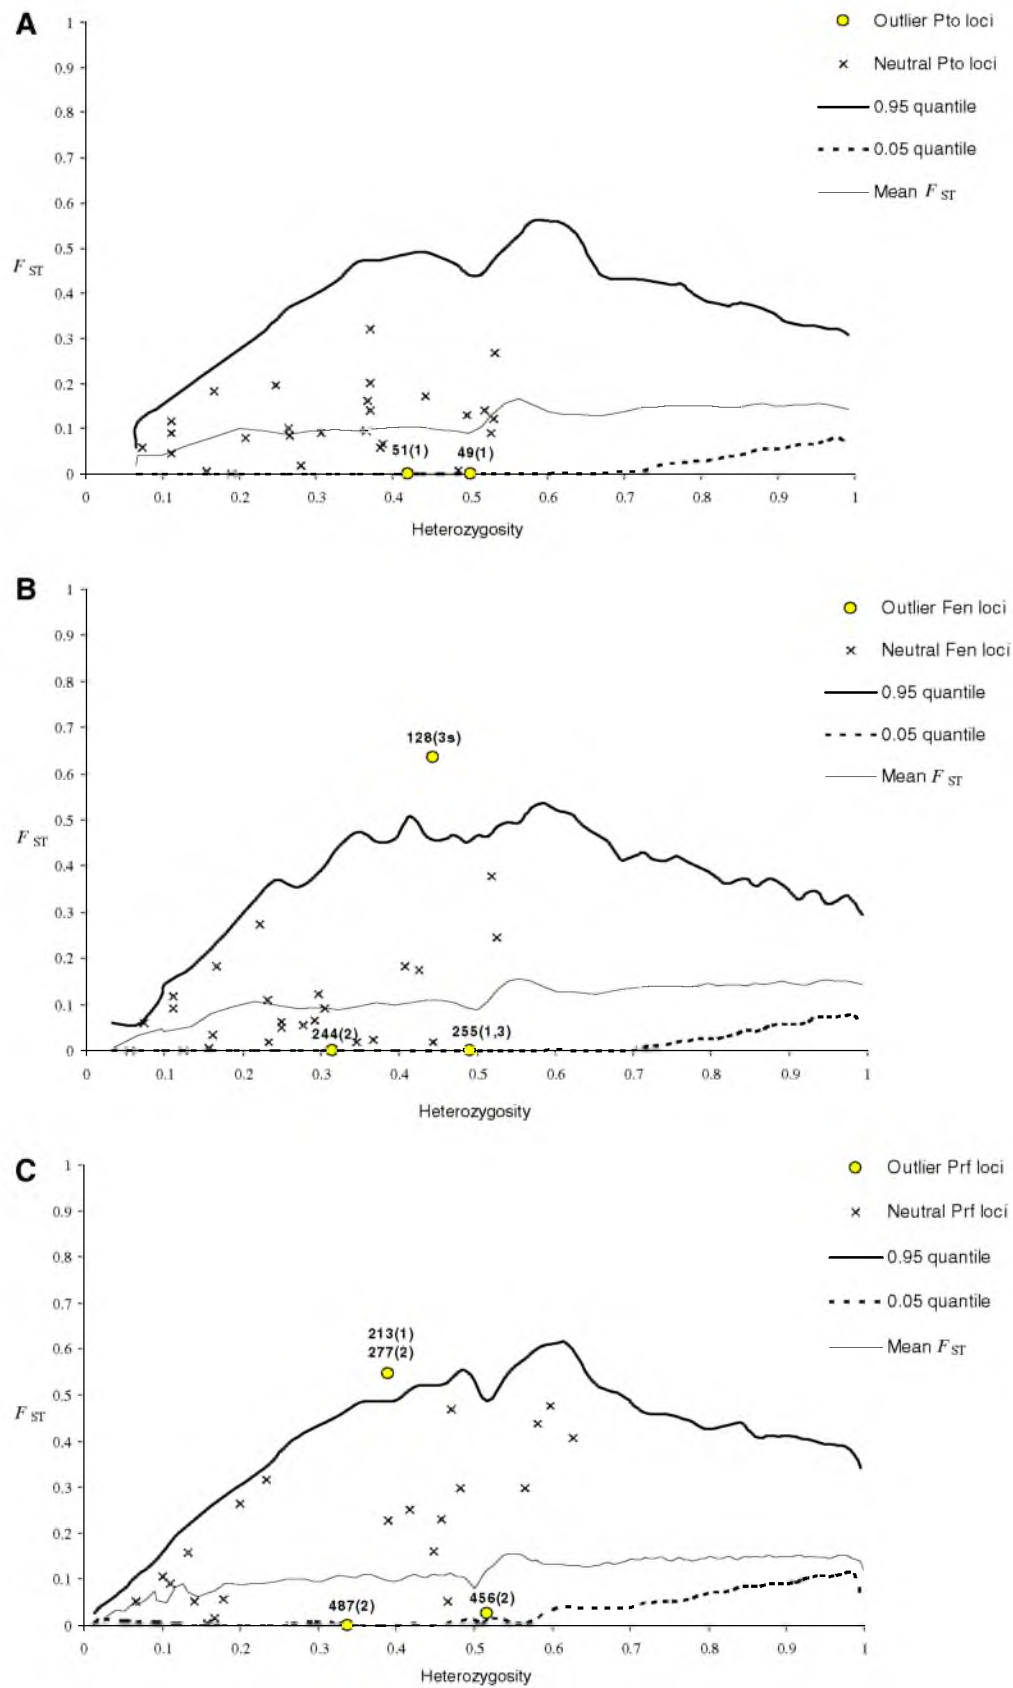 A
Outlier Pto loci
Neutral Pto loci
0.95 quantile
0.05 quantile
Mean F ST
1
0.9
0.8
0.7
0.6
0.5
0.4
0.3
0.2
0.1
0
F ST
51(1)
49(1)
0 0.1 0.2 0.3 0.4 0.5 0.6 0.7 0.8 0.9 1
Heterozygosity
B
Outlier Fen loci
Neutral Fen loci
0.95 quantile
0.05 quantile
Mean F ST
1
0.9
0.8
0.7
0.6
0.5
0.4
0.3
0.2
0.1
0
F ST
128(3s)
244(2)
255(1,3)
0 0.1 0.2 0.3 0.4 0.5 0.6 0.7 0.8 0.9 1
Heterozygosity
C
Outlier Prf loci
Neutral Prf loci
0.95 quantile
0.05 quantile
Mean F ST
1
0.9
0.8
0.7
0.6
0.5
0.4
0.3
0.2
0.1
0
F ST
213(1)
277(2)
487(2)
456(2)
0 0.1 0.2 0.3 0.4 0.5 0.6 0.7 0.8 0.9 1
Heterozygosity